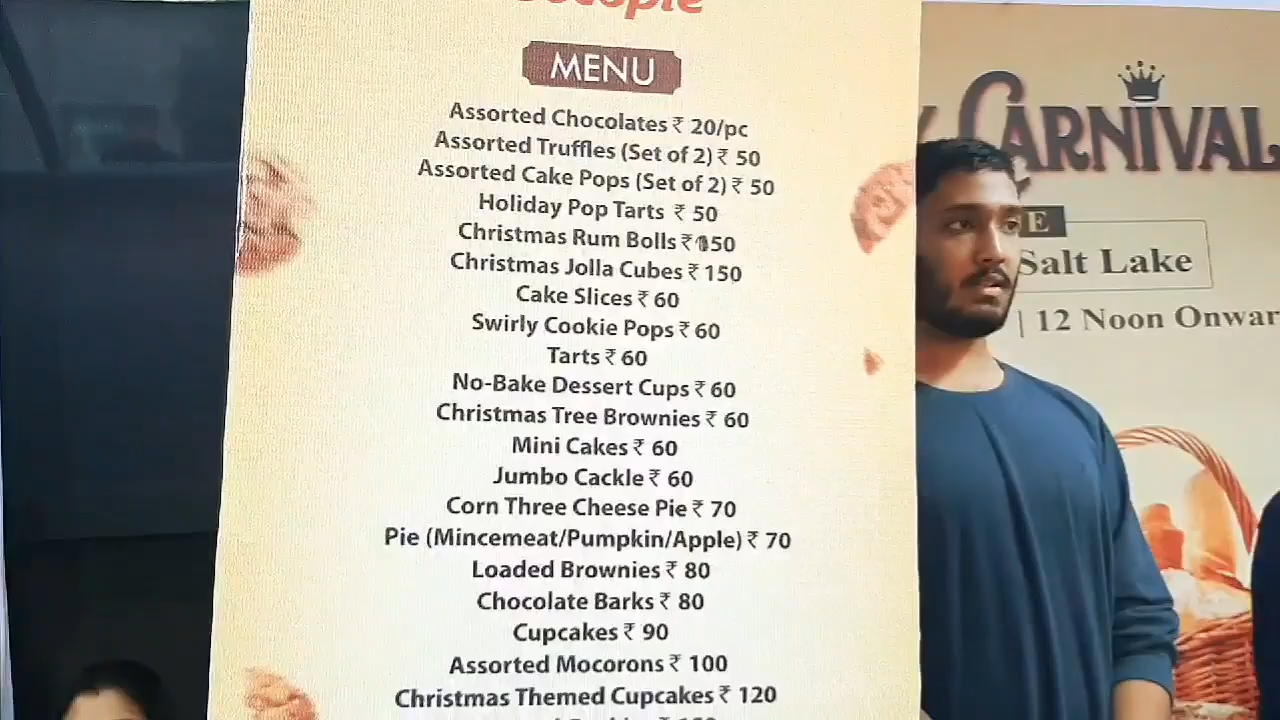 MENU
Assorted Chocolates ₹ 20/pc
Assorted Truffles (Set of 2) ₹ 50
Assorted Cake Pops (Set of 2) ₹ 50
Holiday Pop Tarts ₹ 50
Christmas Rum Bolls ₹ 150
Christmas Jolla Cubes ₹ 150
Cake Slices ₹ 60
Swirly Cookie Pops ₹ 60
Tarts ₹ 60
No-Bake Dessert Cups ₹ 60
Christmas Tree Brownies ₹ 60
Mini Cakes ₹ 60
Jumbo Cackle ₹ 60
Corn Three Cheese Pie ₹ 70
Pie (Mincemeat/Pumpkin/Apple) ₹ 70
Loaded Brownies ₹ 80
Chocolate Barks ₹ 80
Cupcakes ₹ 90
Assorted Mocorons ₹ 100
Christmas Themed Cupcakes ₹ 120
CARNIVAL
Salt Lake
| 12 Noon